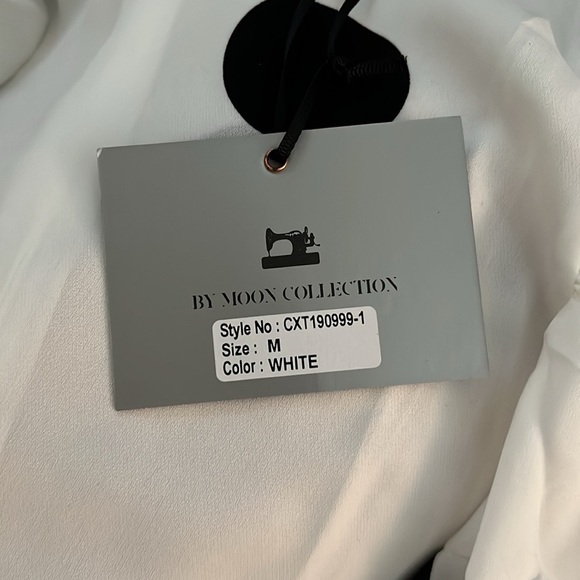 BY MOON COLLECTION
Style No : CXT190999-1
Size : M
Color : WHITE